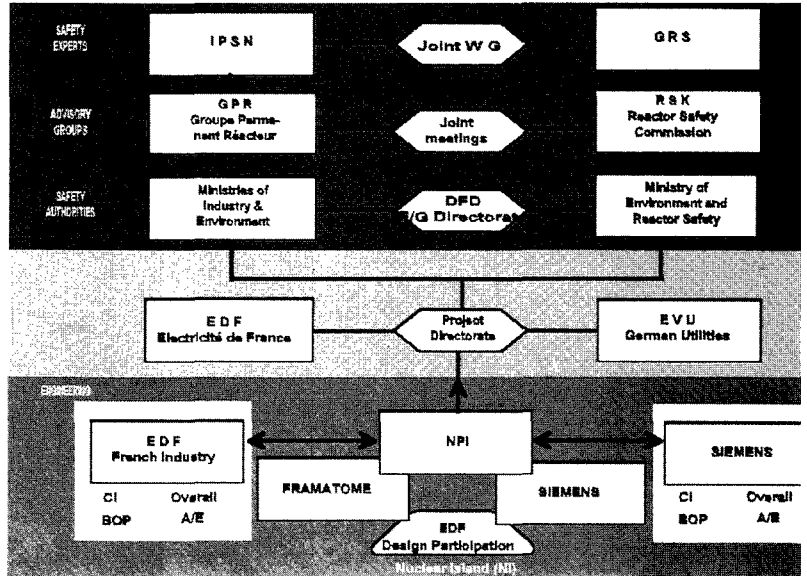 SAFETY
EXPERTS
I P S N
Joint W G
G R S
ADVISORY
GROUPS
G P R
Groupe Perma-
nent Réacteur
Joint
meetings
R S K
Reactor Safety
Commission
SAFETY
AUTHORITIES
Ministries of
Industry &
Environment
DFD
F/G Directorat
Ministry of
Environment and
Reactor Safety
E D F
Electricité de France
Project
Directorate
E V U
German Utilities
ENGINEERING
E D F
French Industry
NPI
SIEMENS
FRAMATOME
SIEMENS
CI Overall
BOP A/E
CI Overall
BOP A/E
EDF
Design Participation
Nuclear Island (NI)